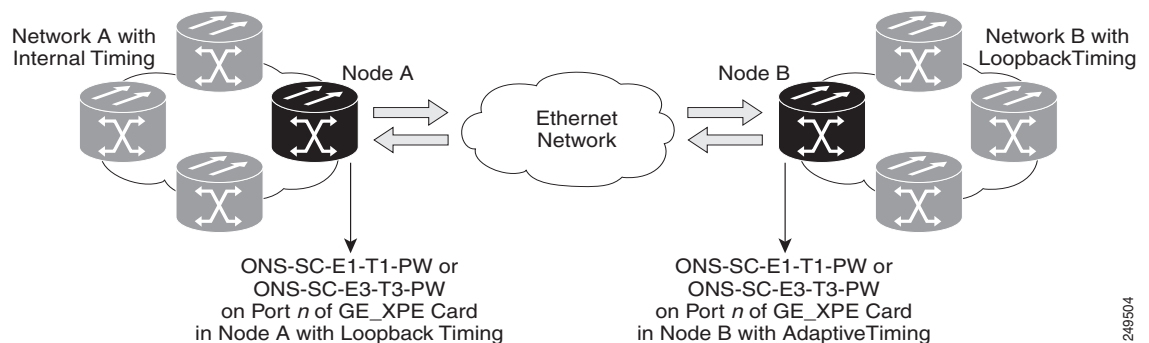 Network A with
Internal Timing
Node A
Ethernet
Network
Node B
Network B with
LoopbackTiming
ONS-SC-E1-T1-PW or
ONS-SC-E3-T3-PW
on Port n of GE_XPE Card
in Node A with Loopback Timing
ONS-SC-E1-T1-PW or
ONS-SC-E3-T3-PW
on Port n of GE_XPE Card
in Node B with AdaptiveTiming
249504